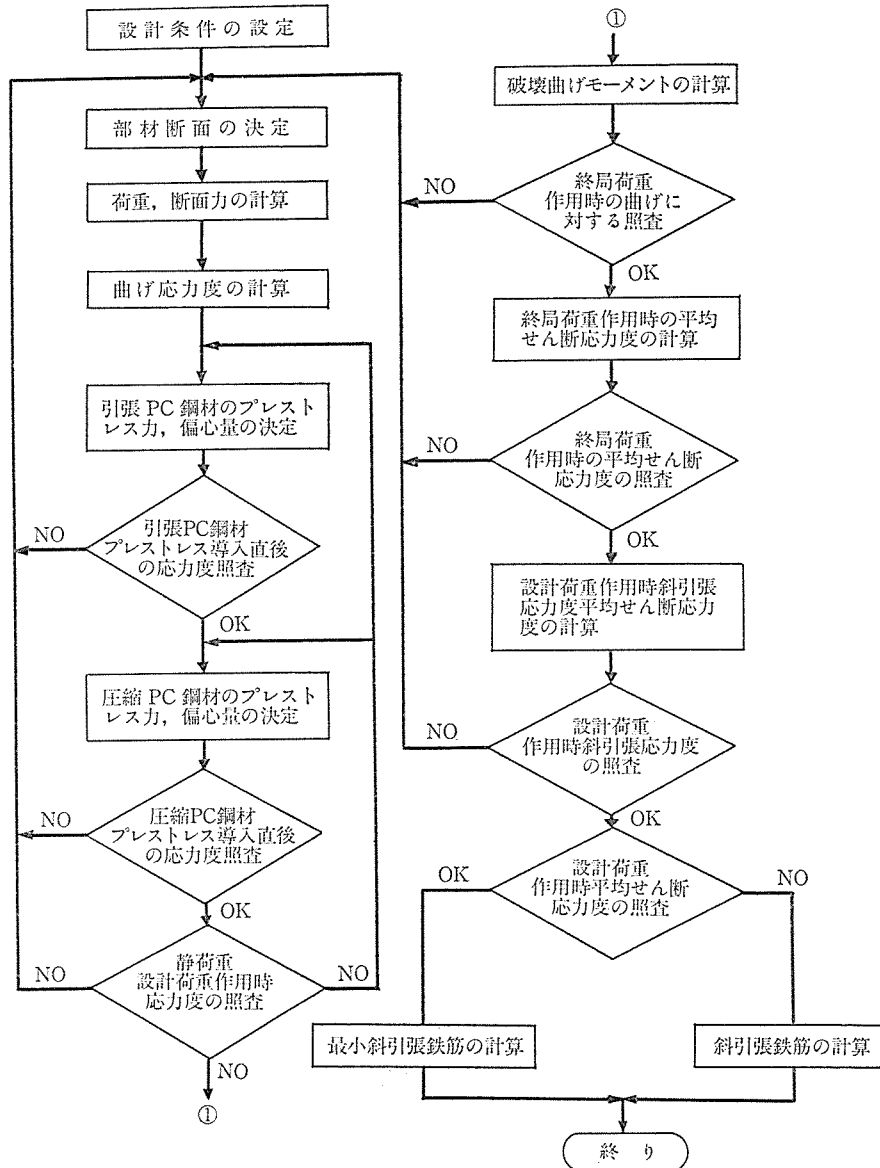 設計条件の設定
部材断面の決定
荷重，断面力の計算
曲げ応力度の計算
引張 PC 鋼材のプレスト
レス力，偏心量の決定
引張PC鋼材
プレストレス導入直後
の応力度照査
NO
OK
圧縮 PC 鋼材のプレスト
レス力，偏心量の決定
圧縮PC鋼材
プレストレス導入直後
の応力度照査
NO
OK
静荷重
設計荷重作用時
応力度の照査
NO
NO
NO
①
①
破壊曲げモーメントの計算
終局荷重
作用時の曲げに
対する照査
NO
OK
終局荷重作用時の平均
せん断応力度の計算
終局荷重
作用時の平均せん断
応力度の照査
NO
OK
設計荷重作用時斜引張
応力度平均せん断応力
度の計算
設計荷重
作用時斜引張応力度
の照査
NO
OK
設計荷重
作用時平均せん断
応力度の照査
OK
NO
最小斜引張鉄筋の計算
斜引張鉄筋の計算
終り